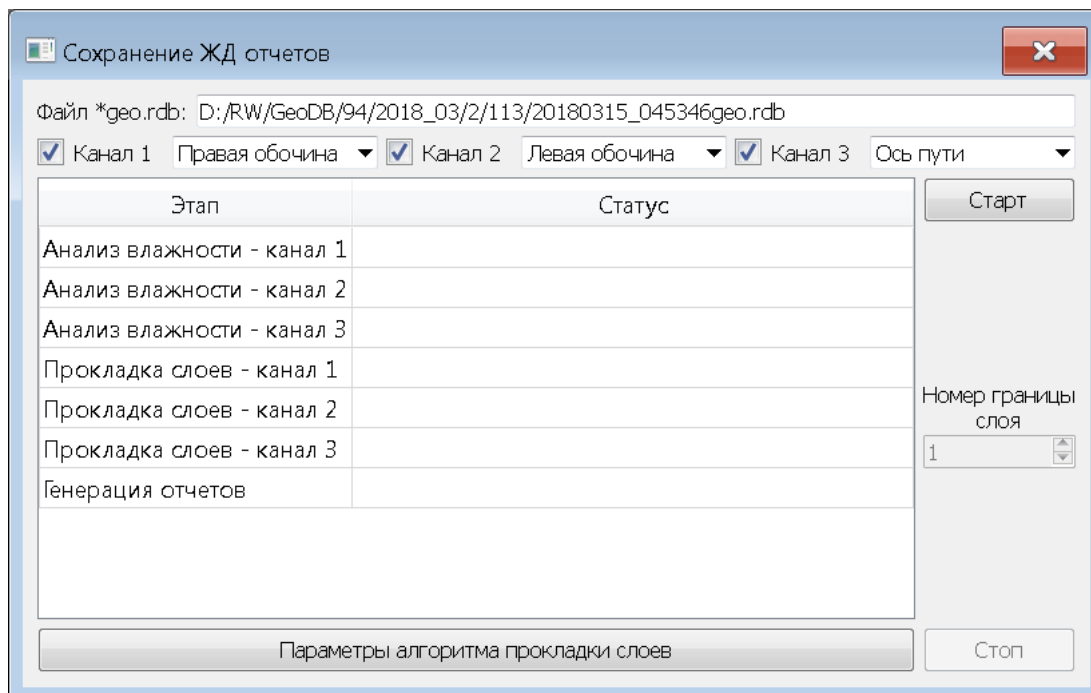 Сохранение ЖД отчетов
Файл *geo.rdb: D:/RW/GeoDB/94/2018_03/2/113/20180315_045346geo.rdb
Канал 1 Правая обочина Канал 2 Левая обочина Канал 3 Ось пути
Этап Статус Старт
Анализ влажности - канал 1
Анализ влажности - канал 2
Анализ влажности - канал 3
Прокладка слоев - канал 1
Прокладка слоев - канал 2
Прокладка слоев - канал 3
Генерация отчетов
Номер границы
слоя
1
Параметры алгоритма прокладки слоев Стоп